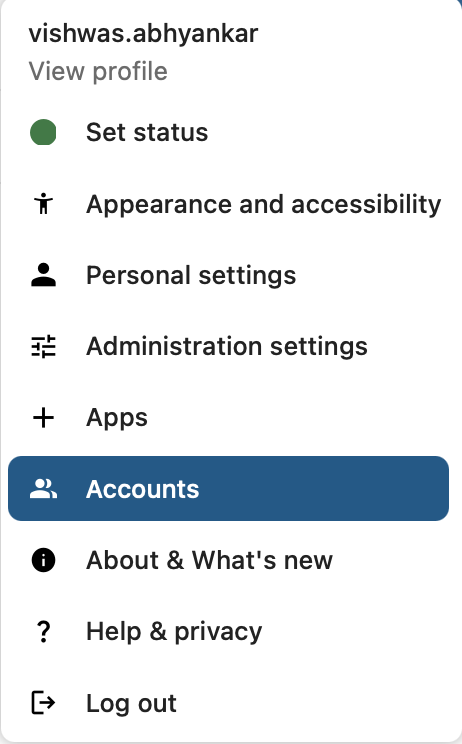 vishwas.abhyankar
View profile
Set status
Appearance and accessibility
Personal settings
Administration settings
Apps
Accounts
About & What's new
Help & privacy
Log out